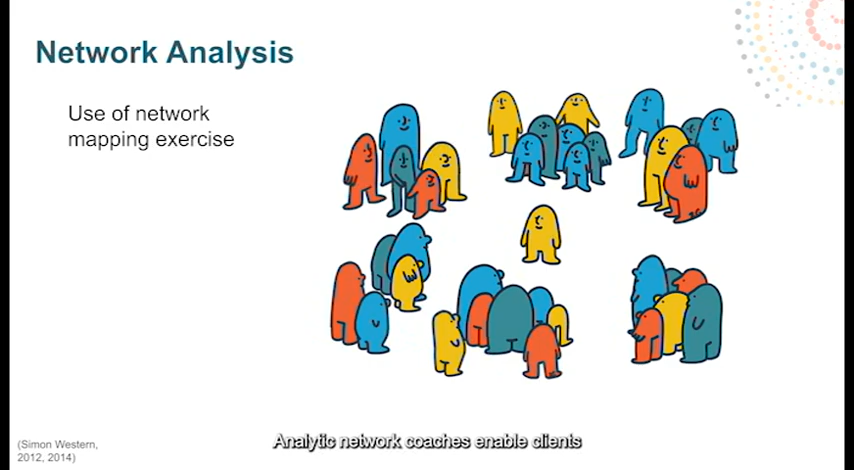 Network Analysis
Use of network
mapping exercise
(Simon Western,
2012, 2014)
Analytic network coaches enable clients